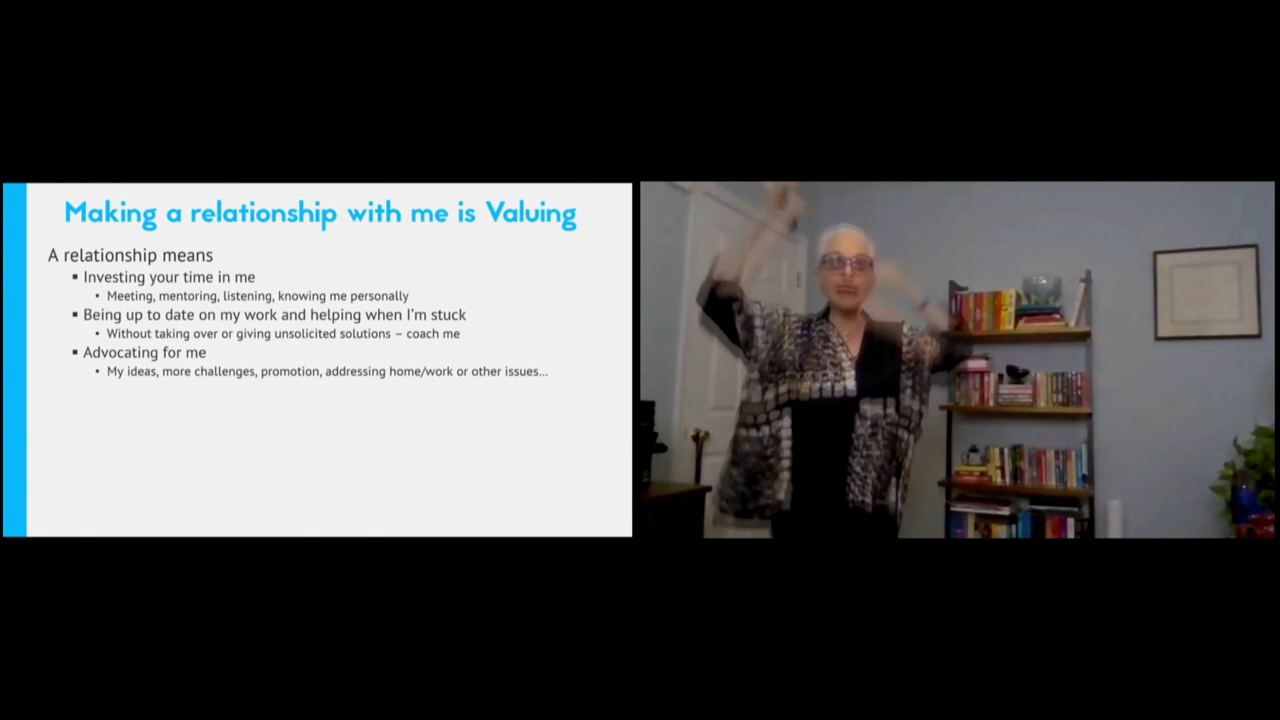 Making a relationship with me is Valuing
A relationship means
▪ Investing your time in me
• Meeting, mentoring, listening, knowing me personally
▪ Being up to date on my work and helping when I'm stuck
• Without taking over or giving unsolicited solutions – coach me
▪ Advocating for me
• My ideas, more challenges, promotion, addressing home/work or other issues...